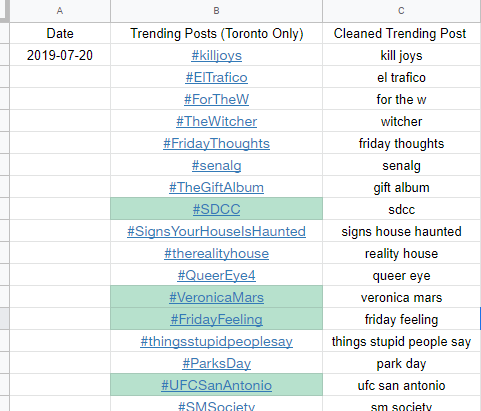 A B C
Date Trending Posts (Toronto Only) Cleaned Trending Post
2019-07-20 #killjoys kill joys
#ElTrafico el trafico
#ForTheW for the w
#TheWitcher witcher
#FridayThoughts friday thoughts
#senalg senalg
#TheGiftAlbum gift album
#SDCC sdcc
#SignsYourHouseIsHaunted signs house haunted
#therealityhouse reality house
#QueerEye4 queer eye
#VeronicaMars veronica mars
#FridayFeeling friday feeling
#thingsstupidpeoplesay things stupid people say
#ParksDay park day
#UFCSanAntonio ufc san antonio
#SMSociety sm society